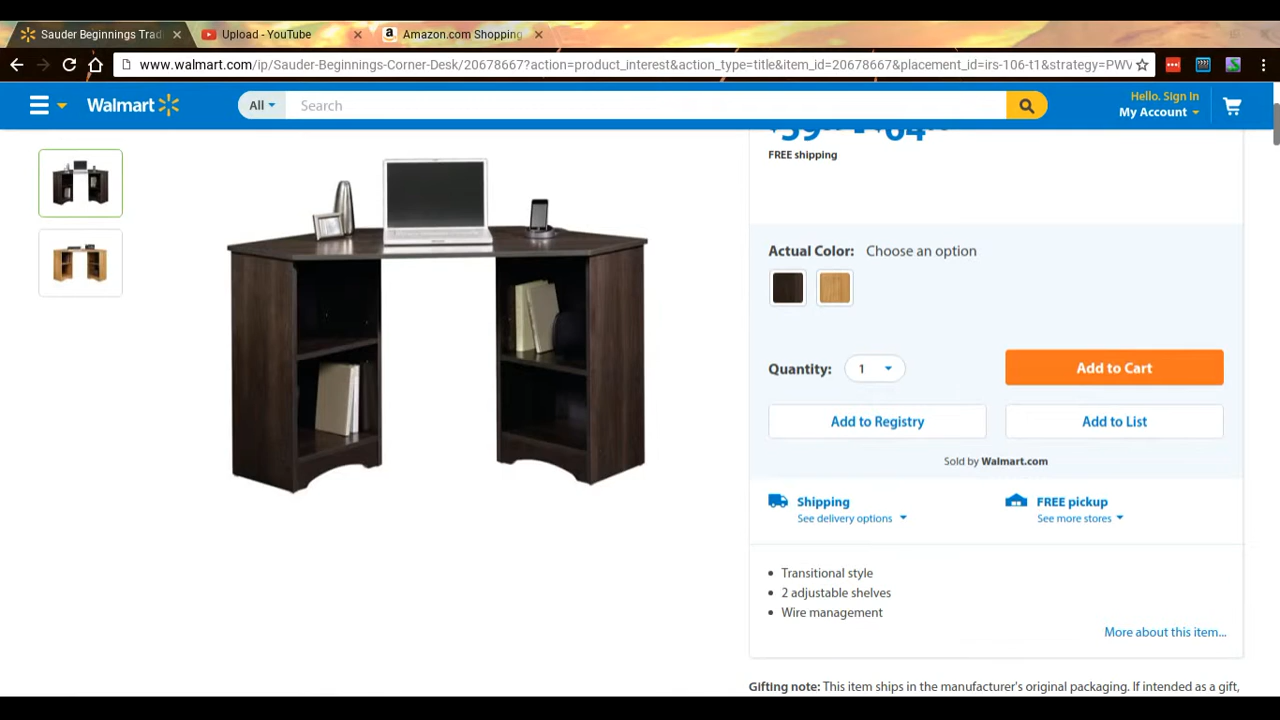 Sauder Beginnings Trad
Upload - YouTube
Amazon.com Shopping
www.walmart.com/ip/Sauder-Beginnings-Corner-Desk/20678667?action=product_interest&action_type=title&item_id=20678667&placement_id=irs-106-t1&strategy=PWV
Walmart
All
Search
Hello. Sign In
My Account
FREE shipping
Actual Color: Choose an option
Quantity: 1
Add to Cart
Add to Registry
Add to List
Sold by Walmart.com
Shipping
See delivery options
FREE pickup
See more stores
• Transitional style
• 2 adjustable shelves
• Wire management
More about this item...
Gifting note: This item ships in the manufacturer's original packaging. If intended as a gift,